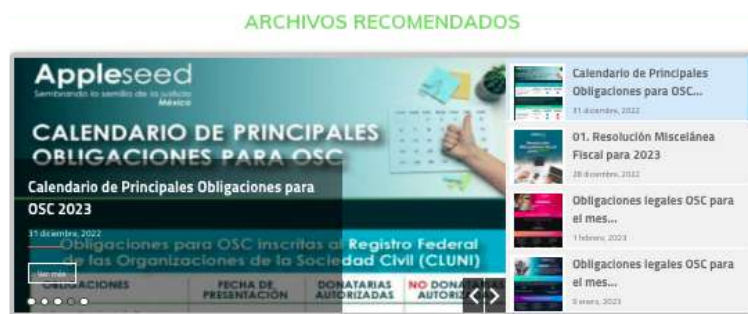 ARCHIVOS RECOMENDADOS
Appleseed
Sembrando la semilla de la justicia
México
CALENDARIO DE PRINCIPALES
OBLIGACIONES PARA OSC
Calendario de Principales Obligaciones para
OSC 2023
31 diciembre, 2022
Obligaciones para OSC inscritas al Registro Federal
de las Organizaciones de la Sociedad Civil (CLUNI)
Ver más
OBLIGACIONES
FECHA DE
PRESENTACIÓN
DONATARIAS
AUTORIZADAS
NO DONATARIAS
Calendario de Principales
Obligaciones para OSC...
31 diciembre, 2022
01. Resolución Miscelánea
Fiscal para 2023
28 diciembre, 2022
Obligaciones legales OSC para
el mes...
1 febrero, 2023
Obligaciones legales OSC para
el mes...
9 enero, 2023